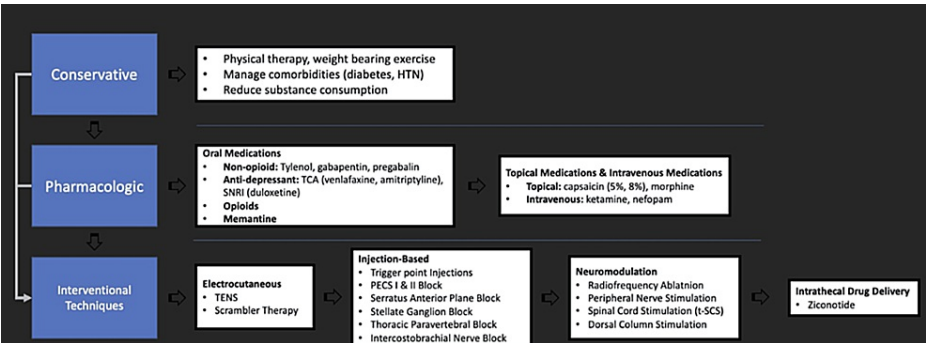 Conservative
• Physical therapy, weight bearing exercise
• Manage comorbidities (diabetes, HTN)
• Reduce substance consumption
Pharmacologic
Oral Medications
• Non-opioid: Tylenol, gabapentin, pregabalin
• Anti-depressant: TCA (venlafaxine, amitriptyline),
SNRI (duloxetine)
• Opioids
• Memantine
Topical Medications & Intravenous Medications
• Topical: capsaicin (5%, 8%), morphine
• Intravenous: ketamine, nefopam
Interventional
Techniques
Electrocutaneous
• TENS
• Scrambler Therapy
Injection-Based
• Trigger point Injections
• PECS I & II Block
• Serratus Anterior Plane Block
• Stellate Ganglion Block
• Thoracic Paravertebral Block
• Intercostobrachial Nerve Block
Neuromodulation
• Radiofrequency Ablatnion
• Peripheral Nerve Stimulation
• Spinal Cord Stimulation (t-SCS)
• Dorsal Column Stimulation
Intrathecal Drug Delivery
• Ziconotide